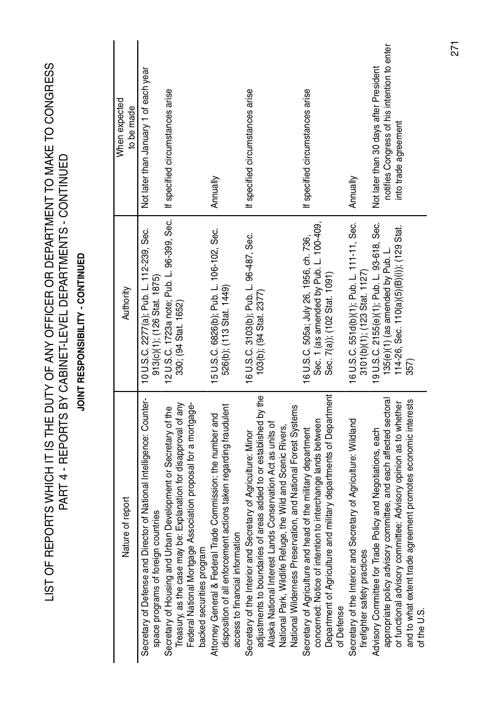 LIST OF REPORTS WHICH IT IS THE DUTY OF ANY OFFICER OR DEPARTMENT TO MAKE TO CONGRESS
PART 4 - REPORTS BY CABINET-LEVEL DEPARTMENTS - CONTINUED
JOINT RESPONSIBILITY - CONTINUED
Nature of report
Authority
When expected
to be made
Secretary of Defense and Director of National Intelligence: Counter-
space programs of foreign countries
10 U.S.C. 2277(a); Pub. L. 112-239, Sec.
913(c)(1); (126 Stat. 1875)
Not later than January 1 of each year
Secretary of Housing and Urban Development or Secretary of the
Treasury, as the case may be: Explanation for disapproval of any
Federal National Mortgage Association proposal for a mortgage-
backed securities program
12 U.S.C. 1723a note; Pub. L. 96-399, Sec.
330; (94 Stat. 1652)
If specified circumstances arise
Attorney General & Federal Trade Commission: the number and
disposition of all enforcement actions taken regarding fraudulent
access to financial information
15 U.S.C. 6826(b); Pub. L. 106-102, Sec.
526(b); (113 Stat. 1449)
Annually
Secretary of the Interior and Secretary of Agriculture: Minor
adjustments to boundaries of areas added to or established by the
Alaska National Interest Lands Conservation Act as units of
National Park, Wildlife Refuge, the Wild and Scenic Rivers,
National Wilderness Preservation, and National Forest Systems
16 U.S.C. 3103(b); Pub. L. 96-487, Sec.
103(b); (94 Stat. 2377)
If specified circumstances arise
Secretary of Agriculture and head of the military department
concerned: Notice of intention to interchange lands between
Department of Agriculture and military departments of Department
of Defense
16 U.S.C. 505a; July 26, 1956, ch. 736,
Sec. 1 (as amended by Pub. L. 100-409,
Sec. 7(a)); (102 Stat. 1091)
If specified circumstances arise
Secretary of the Interior and Secretary of Agriculture: Wildland
firefighter safety practices
16 U.S.C. 551d(b)(1); Pub. L. 111-11, Sec.
3101(b)(1); (123 Stat. 1127)
Annually
Advisory Committee for Trade Policy and Negotiations, each
appropriate policy advisory committee, and each affected sectoral
or functional advisory committee: Advisory opinion as to whether
and to what extent trade agreement promotes economic interests
of the U.S.
19 U.S.C. 2155(e)(1); Pub. L. 93-618, Sec.
135(e)(1) (as amended by Pub. L.
114-26, Sec. 110(a)(5)(B)(i)); (129 Stat.
357)
Not later than 30 days after President
notifies Congress of his intention to enter
into trade agreement
271